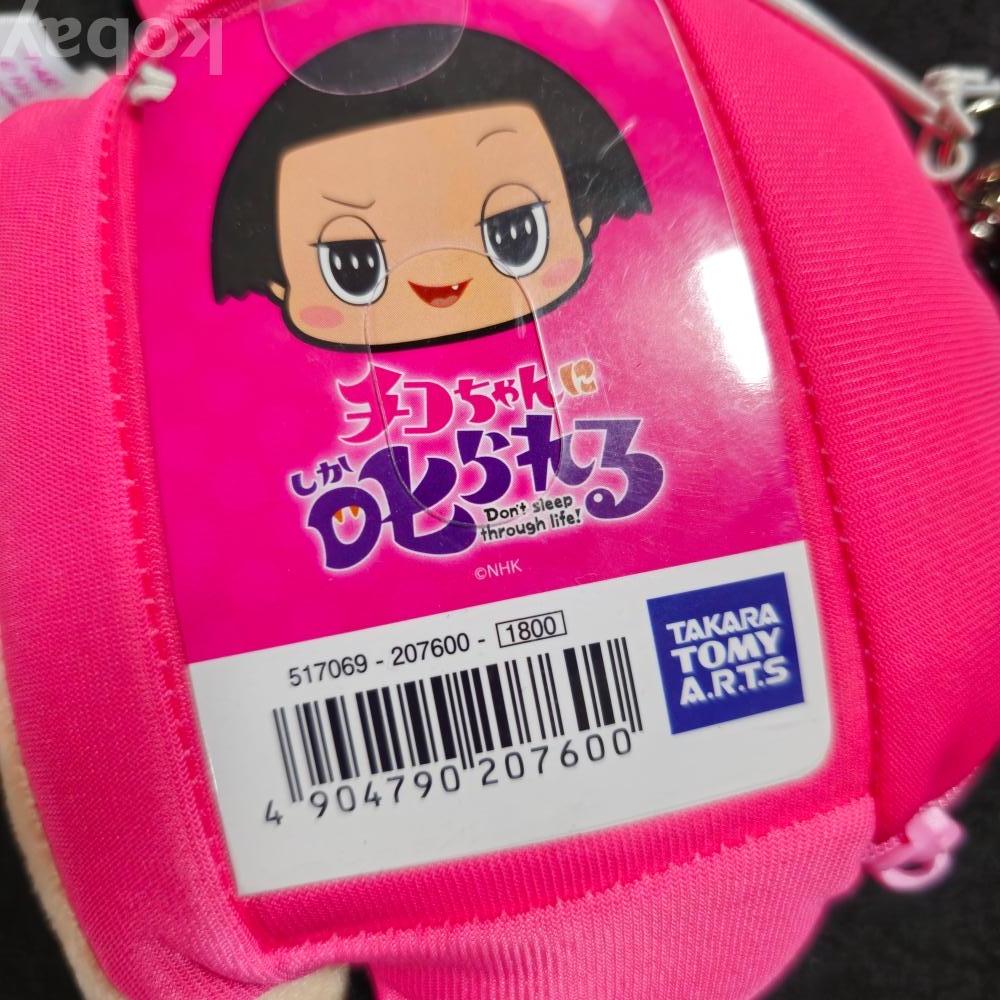 kobay
チコちゃんに
しか
叱られる
Don't sleep
through life!
©NHK
517069 - 207600 - 1800
TAKARA
TOMY
A.R.T.S
4 904790 207600